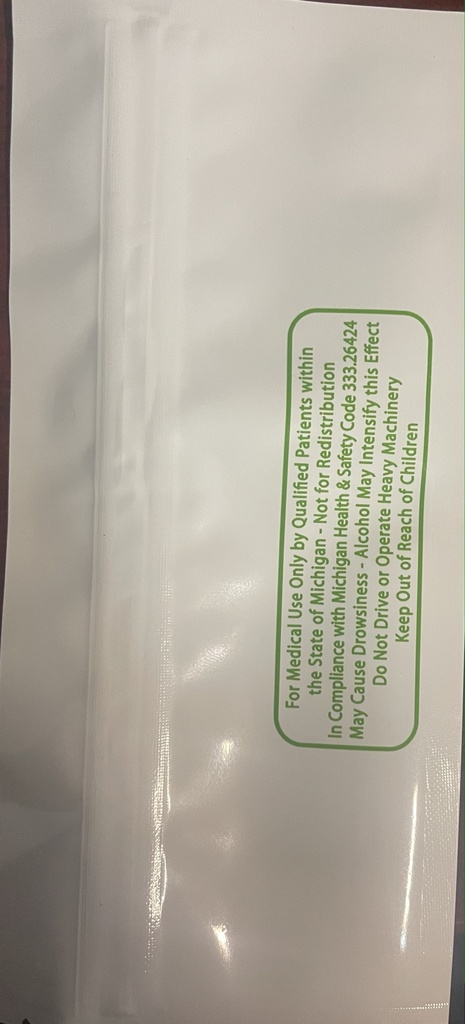 For Medical Use Only by Qualified Patients within
the State of Michigan - Not for Redistribution
In Compliance with Michigan Health & Safety Code 333.26424
May Cause Drowsiness - Alcohol May Intensify this Effect
Do Not Drive or Operate Heavy Machinery
Keep Out of Reach of Children